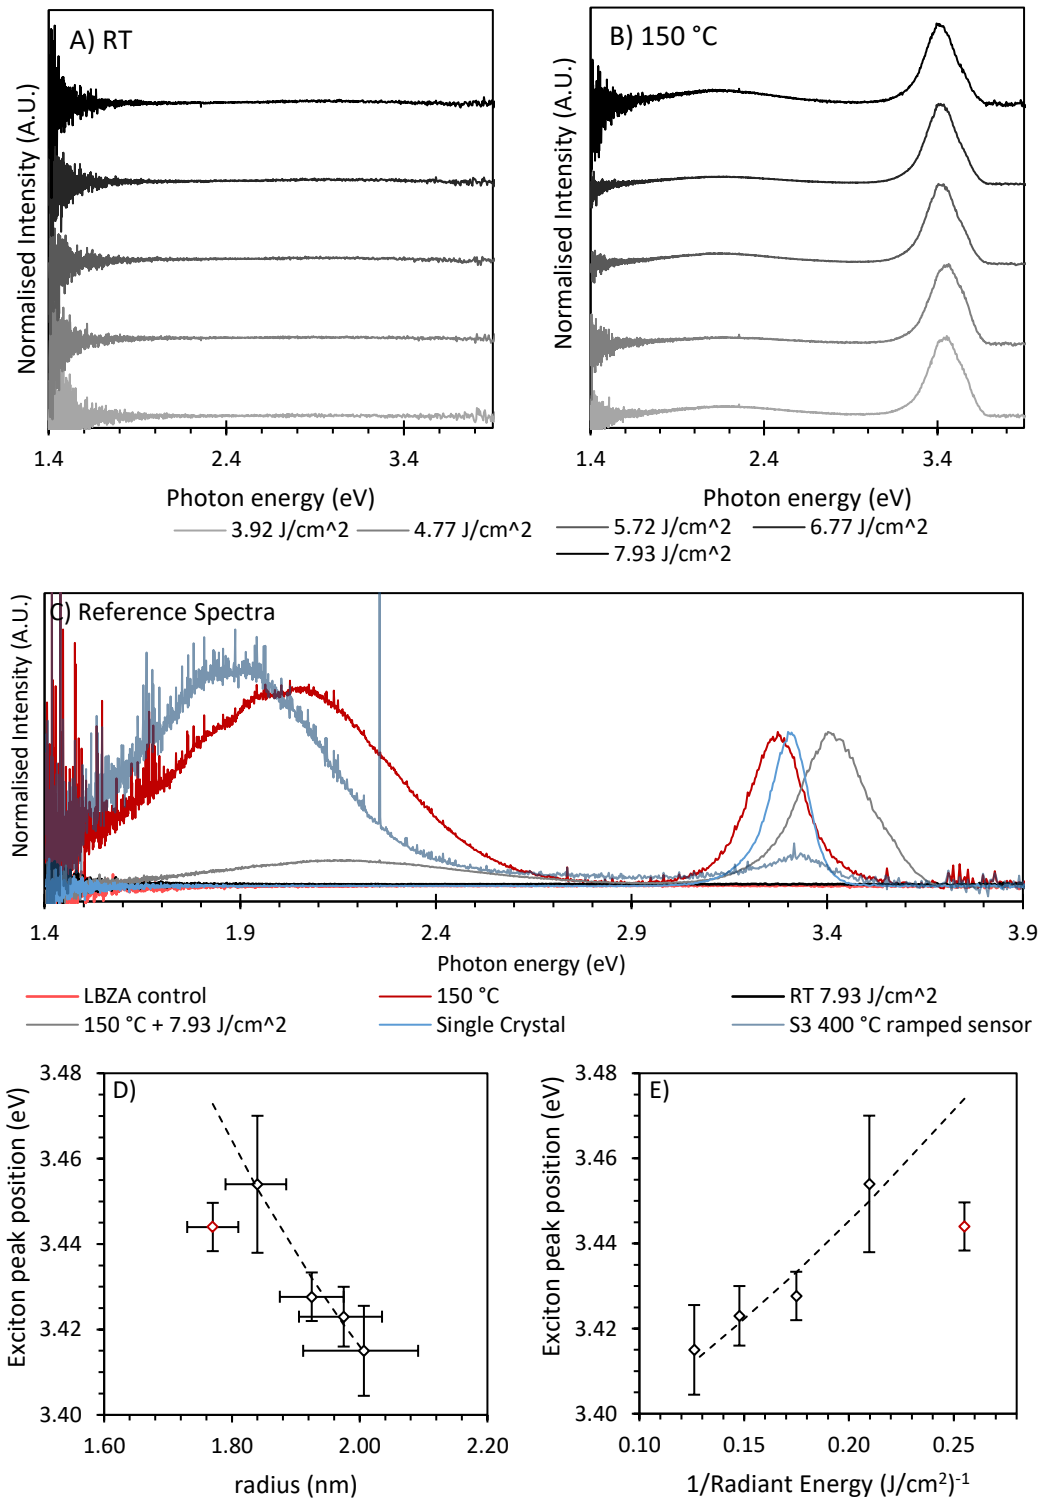 A) RT
Normalised Intensity (A.U.)
1.4 2.4 3.4
Photon energy (eV)
B) 150 °C
Normalised Intensity (A.U.)
1.4 2.4 3.4
Photon energy (eV)
3.92 J/cm^2 4.77 J/cm^2 5.72 J/cm^2 6.77 J/cm^2
7.93 J/cm^2
C) Reference Spectra
Normalised Intensity (A.U.)
1.4 1.9 2.4 2.9 3.4 3.9
Photon energy (eV)
LBZA control 150 °C RT 7.93 J/cm^2
150 °C + 7.93 J/cm^2 Single Crystal S3 400 °C ramped sensor
D)
Exciton peak position (eV)
3.48
3.46
3.44
3.42
3.40
1.60 1.80 2.00 2.20
radius (nm)
E)
Exciton peak position (eV)
3.48
3.46
3.44
3.42
3.40
0.10 0.15 0.20 0.25
1/Radiant Energy (J/cm²)⁻¹